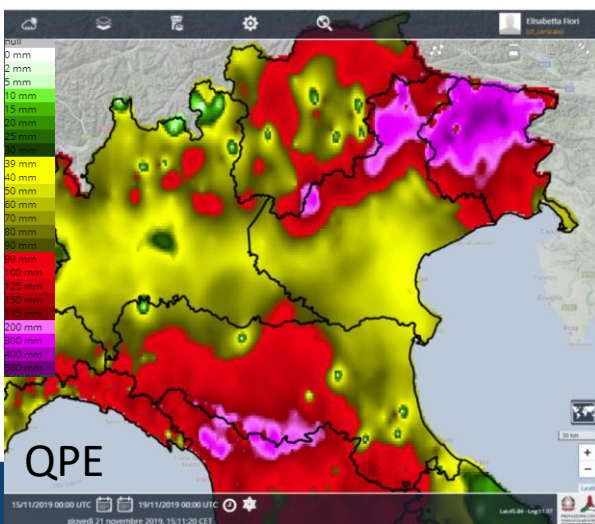 Elisabetta Fiori
null
0 mm
2 mm
5 mm
10 mm
15 mm
20 mm
25 mm
30 mm
39 mm
40 mm
50 mm
60 mm
70 mm
80 mm
90 mm
99 mm
100 mm
125 mm
150 mm
175 mm
200 mm
300 mm
400 mm
500 mm
QPE
30 km
+
−
15/11/2019 00:00 UTC
19/11/2019 00:00 UTC
giovedì 21 novembre 2019, 15:11:20 CET